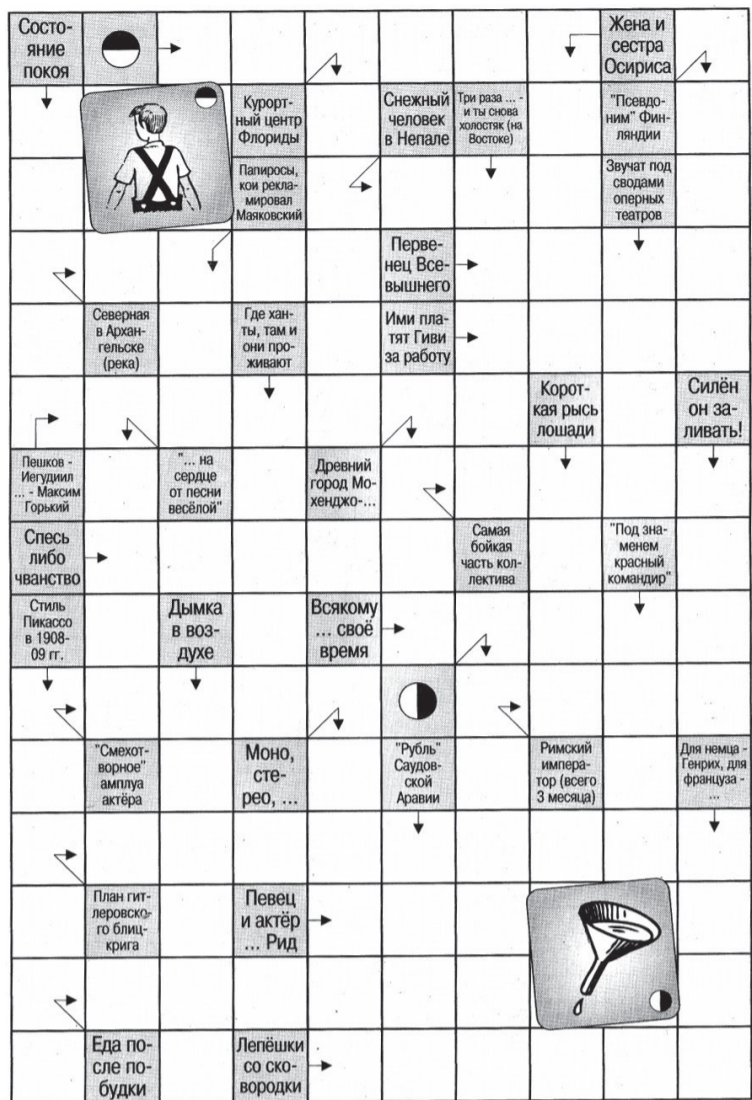 Состо-
яние
покоя
Жена и
сестра
Осириса
Курорт-
ный центр
Флориды
Снежный
человек
в Непале
Три раза ... -
и ты снова
холостяк (на
Востоке)
"Псевдо-
ним" Фин-
ляндии
Папиросы,
кои рекла-
мировал
Маяковский
Звучат под
сводами
оперных
театров
Перве-
нец Все-
вышнего
Северная
в Архан-
гельске
(река)
Где хан-
ты, там и
они про-
живают
Ими пла-
тят Гиви
за работу
Корот-
кая рысь
лошади
Силён
он за-
ливать!
Пешков -
Иегудиил
... - Максим
Горький
"... на
сердце
от песни
весёлой"
Древний
город Мо-
хенджо-...
Спесь
либо
чванство
Самая
бойкая
часть кол-
лектива
"Под зна-
менем
красный
командир"
Стиль
Пикассо
в 1908-
09 гг.
Дымка
в воз-
духе
Всякому
... своё
время
"Смехот-
ворное"
амплуа
актёра
Моно,
сте-
рео, ...
"Рубль"
Саудов-
ской
Аравии
Римский
импера-
тор (всего
3 месяца)
Для немца -
Генрих, для
француза -
...
План гит-
леровско-
го блиц-
крига
Певец
и актёр
... Рид
Еда по-
сле по-
будки
Лепёшки
со ско-
вородки